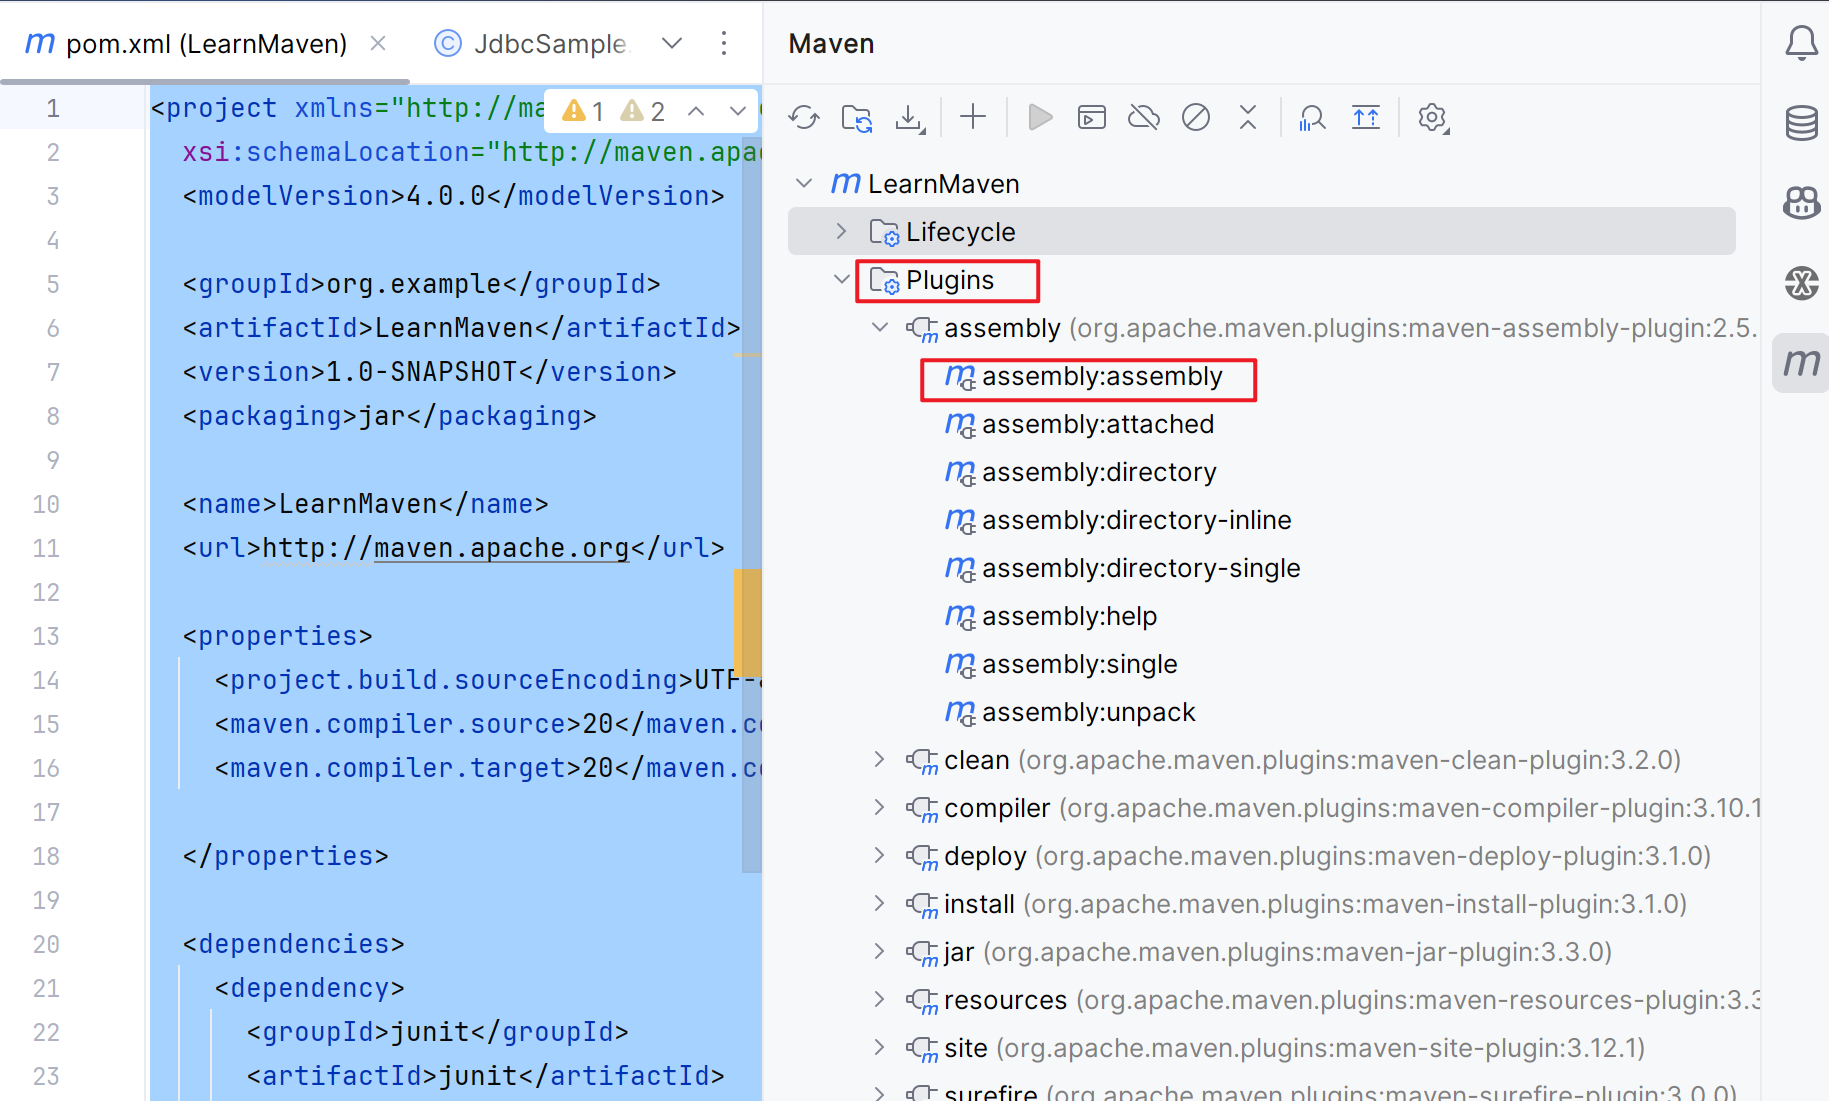 pom.xml (LearnMaven)
JdbcSample
1 <project xmlns="http://ma
1 2
2 xsi:schemaLocation="http://maven.apa
3 <modelVersion>4.0.0</modelVersion>
4
5 <groupId>org.example</groupId>
6 <artifactId>LearnMaven</artifactId>
7 <version>1.0-SNAPSHOT</version>
8 <packaging>jar</packaging>
9
10 <name>LearnMaven</name>
11 <url>http://maven.apache.org</url>
12
13 <properties>
14 <project.build.sourceEncoding>UTF-8
15 <maven.compiler.source>20</maven.co
16 <maven.compiler.target>20</maven.co
17
18 </properties>
19
20 <dependencies>
21 <dependency>
22 <groupId>junit</groupId>
23 <artifactId>junit</artifactId>
Maven
LearnMaven
Lifecycle
Plugins
assembly (org.apache.maven.plugins:maven-assembly-plugin:2.5.
assembly:assembly
assembly:attached
assembly:directory
assembly:directory-inline
assembly:directory-single
assembly:help
assembly:single
assembly:unpack
clean (org.apache.maven.plugins:maven-clean-plugin:3.2.0)
compiler (org.apache.maven.plugins:maven-compiler-plugin:3.10.1
deploy (org.apache.maven.plugins:maven-deploy-plugin:3.1.0)
install (org.apache.maven.plugins:maven-install-plugin:3.1.0)
jar (org.apache.maven.plugins:maven-jar-plugin:3.3.0)
resources (org.apache.maven.plugins:maven-resources-plugin:3.3
site (org.apache.maven.plugins:maven-site-plugin:3.12.1)
surefire (org.apache.maven.plugins:maven-surefire-plugin:3.0.0)